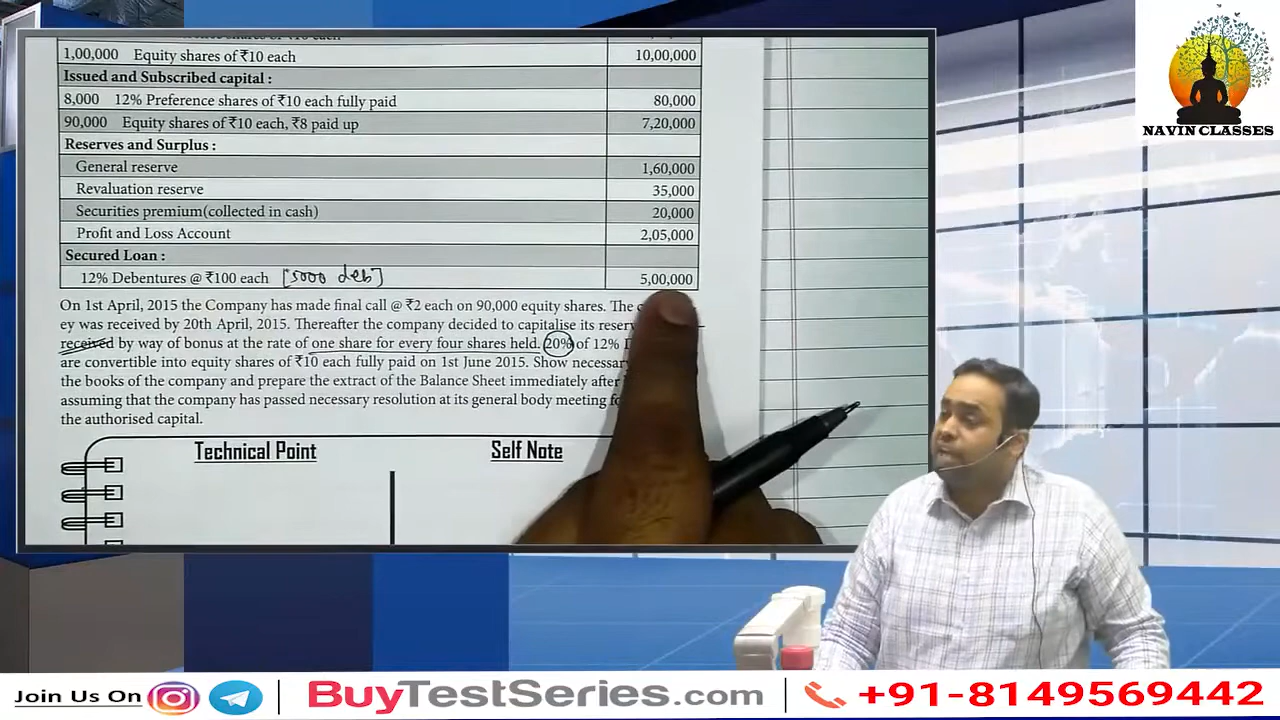 1,00,000 Equity shares of ₹10 each 10,00,000
Issued and Subscribed capital :
8,000 12% Preference shares of ₹10 each fully paid 80,000
90,000 Equity shares of ₹10 each, ₹8 paid up 7,20,000
Reserves and Surplus :
General reserve 1,60,000
Revaluation reserve 35,000
Securities premium(collected in cash) 20,000
Profit and Loss Account 2,05,000
Secured Loan :
12% Debentures @ ₹100 each [5000 deb] 5,00,000
On 1st April, 2015 the Company has made final call @ ₹2 each on 90,000 equity shares. The
ey was received by 20th April, 2015. Thereafter the company decided to capitalise its reserv
received by way of bonus at the rate of one share for every four shares held. 20% of 12%
are convertible into equity shares of ₹10 each fully paid on 1st June 2015. Show necessary
the books of the company and prepare the extract of the Balance Sheet immediately after
assuming that the company has passed necessary resolution at its general body meeting
the authorised capital.
Technical Point Self Note
NAVIN CLASSES
Join Us On BuyTestSeries.com +91-8149569442